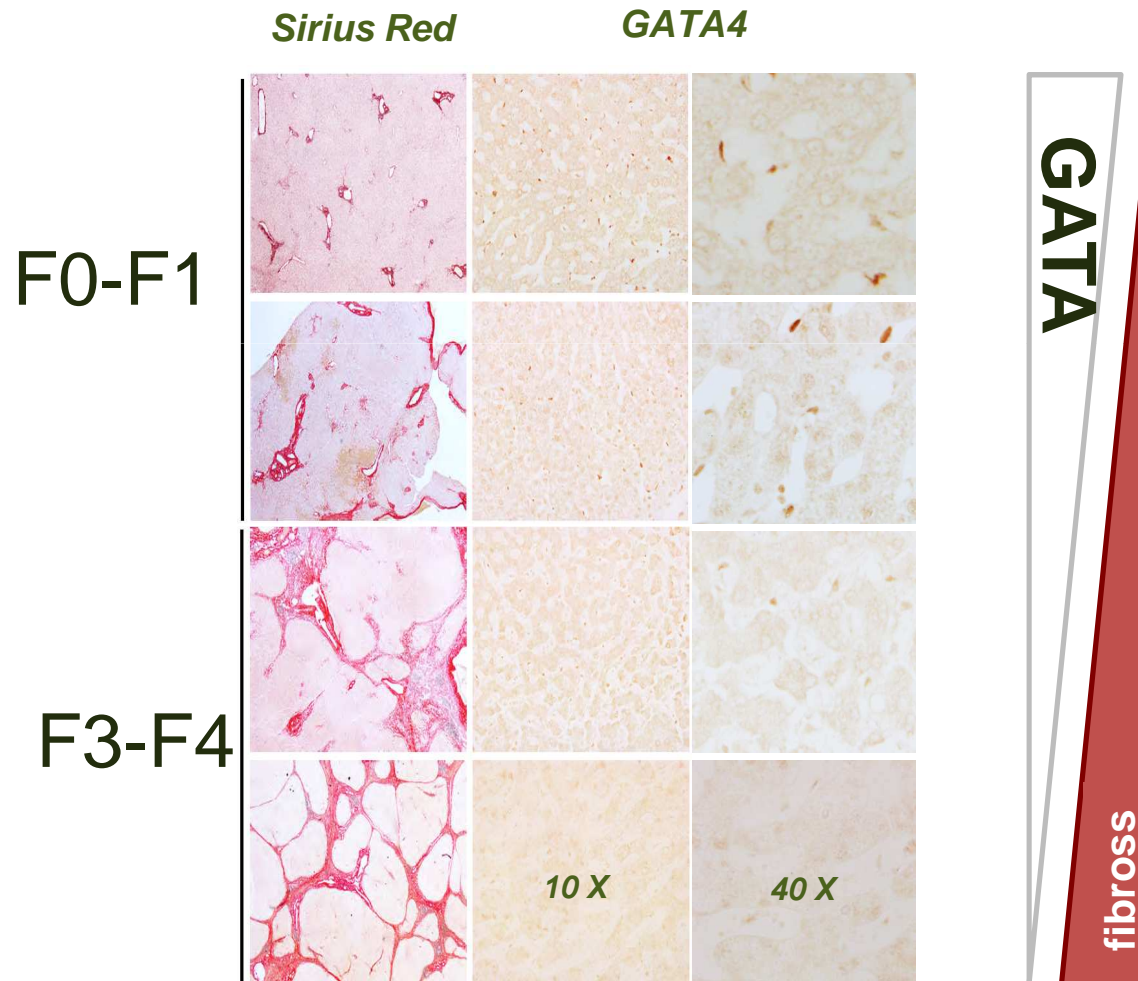 Sirius Red
GATA4
F0-F1
F3-F4
10 X
40 X
GATA
fibross